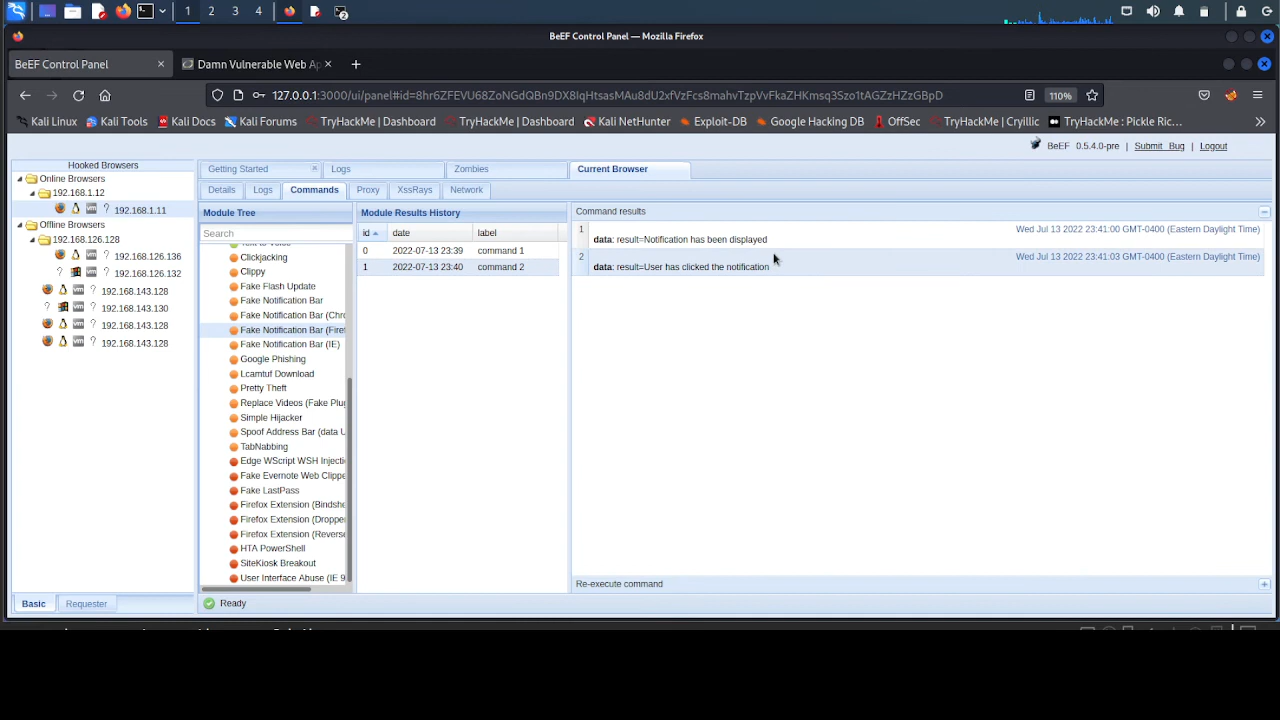 1 2 3 4
2
BeEF Control Panel — Mozilla Firefox
BeEF Control Panel × Damn Vulnerable Web Ap × +
127.0.0.1:3000/ui/panel#id=8hr6ZFEVU68ZoNGdQBn9DX8IqHtsasMAu8dU2xfVzFcs8mahvTzpVvFkaZHKmsq3Szo1tAGZzHZzGBpD 110%
Kali Linux Kali Tools Kali Docs Kali Forums TryHackMe | Dashboard TryHackMe | Dashboard Kali NetHunter Exploit-DB Google Hacking DB OffSec TryHackMe | Cryillic TryHackMe : Pickle Ric...
BeEF 0.5.4.0-pre | Submit Bug | Logout
Hooked Browsers
Online Browsers
192.168.1.12
? 192.168.1.11
Offline Browsers
192.168.126.128
? 192.168.126.136
? ? 192.168.126.132
? 192.168.143.128
? ? 192.168.143.130
? 192.168.143.128
? 192.168.143.128
Basic Requester
Getting Started Logs Zombies Current Browser
Details Logs Commands Proxy XssRays Network
Module Tree
Search
Text to Voice
Clickjacking
Clippy
Fake Flash Update
Fake Notification Bar
Fake Notification Bar (Chro
Fake Notification Bar (Firef
Fake Notification Bar (IE)
Google Phishing
Lcamtuf Download
Pretty Theft
Replace Videos (Fake Plug
Simple Hijacker
Spoof Address Bar (data U
TabNabbing
Edge WScript WSH Injecti
Fake Evernote Web Clippe
Fake LastPass
Firefox Extension (Bindshe
Firefox Extension (Dropper
Firefox Extension (Reverse
HTA PowerShell
SiteKiosk Breakout
User Interface Abuse (IE 9
Ready
Module Results History
id date label
0 2022-07-13 23:39 command 1
1 2022-07-13 23:40 command 2
Command results
1 Wed Jul 13 2022 23:41:00 GMT-0400 (Eastern Daylight Time)
data: result=Notification has been displayed
2 Wed Jul 13 2022 23:41:03 GMT-0400 (Eastern Daylight Time)
data: result=User has clicked the notification
Re-execute command